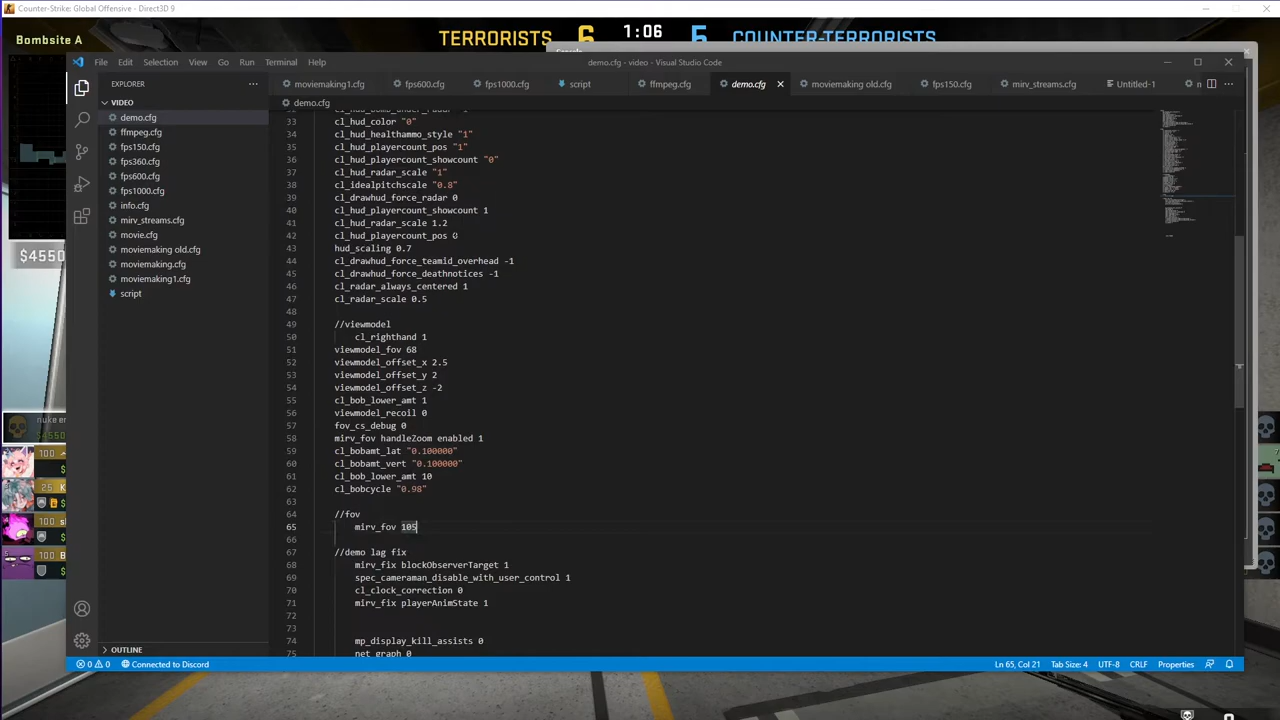 Counter-Strike: Global Offensive - Direct3D 9
Bombsite A
TERRORISTS 6 1:06 6 COUNTER-TERRORISTS
File Edit Selection View Go Run Terminal Help
demo.cfg - video - Visual Studio Code
EXPLORER
moviemaking1.cfg fps600.cfg fps1000.cfg script ffmpeg.cfg demo.cfg moviemaking old.cfg fps150.cfg mirv_streams.cfg Untitled-1
VIDEO
demo.cfg
ffmpeg.cfg
fps150.cfg
fps360.cfg
fps600.cfg
fps1000.cfg
info.cfg
mirv_streams.cfg
movie.cfg
moviemaking old.cfg
moviemaking.cfg
moviemaking1.cfg
script
OUTLINE
demo.cfg
33 cl_hud_color "0"
34 cl_hud_healthammo_style "1"
35 cl_hud_playercount_pos "1"
36 cl_hud_playercount_showcount "0"
37 cl_hud_radar_scale "1"
38 cl_idealpitchscale "0.8"
39 cl_drawhud_force_radar 0
40 cl_hud_playercount_showcount 1
41 cl_hud_radar_scale 1.2
42 cl_hud_playercount_pos 0
43 hud_scaling 0.7
44 cl_drawhud_force_teamid_overhead -1
45 cl_drawhud_force_deathnotices -1
46 cl_radar_always_centered 1
47 cl_radar_scale 0.5
48
49 //viewmodel
50 cl_righthand 1
51 viewmodel_fov 68
52 viewmodel_offset_x 2.5
53 viewmodel_offset_y 2
54 viewmodel_offset_z -2
55 cl_bob_lower_amt 1
56 viewmodel_recoil 0
57 fov_cs_debug 0
58 mirv_fov handleZoom enabled 1
59 cl_bobamt_lat "0.100000"
60 cl_bobamt_vert "0.100000"
61 cl_bob_lower_amt 10
62 cl_bobcycle "0.98"
63
64 //fov
65 mirv_fov 105
66
67 //demo lag fix
68 mirv_fix blockObserverTarget 1
69 spec_cameraman_disable_with_user_control 1
70 cl_clock_correction 0
71 mirv_fix playerAnimState 1
72
73
74 mp_display_kill_assists 0
75 net_graph 0
$4550
nuke en
$4550
100
25 K
100 s
100 B
0 0 Connected to Discord
Ln 65, Col 21 Tab Size: 4 UTF-8 CRLF Properties